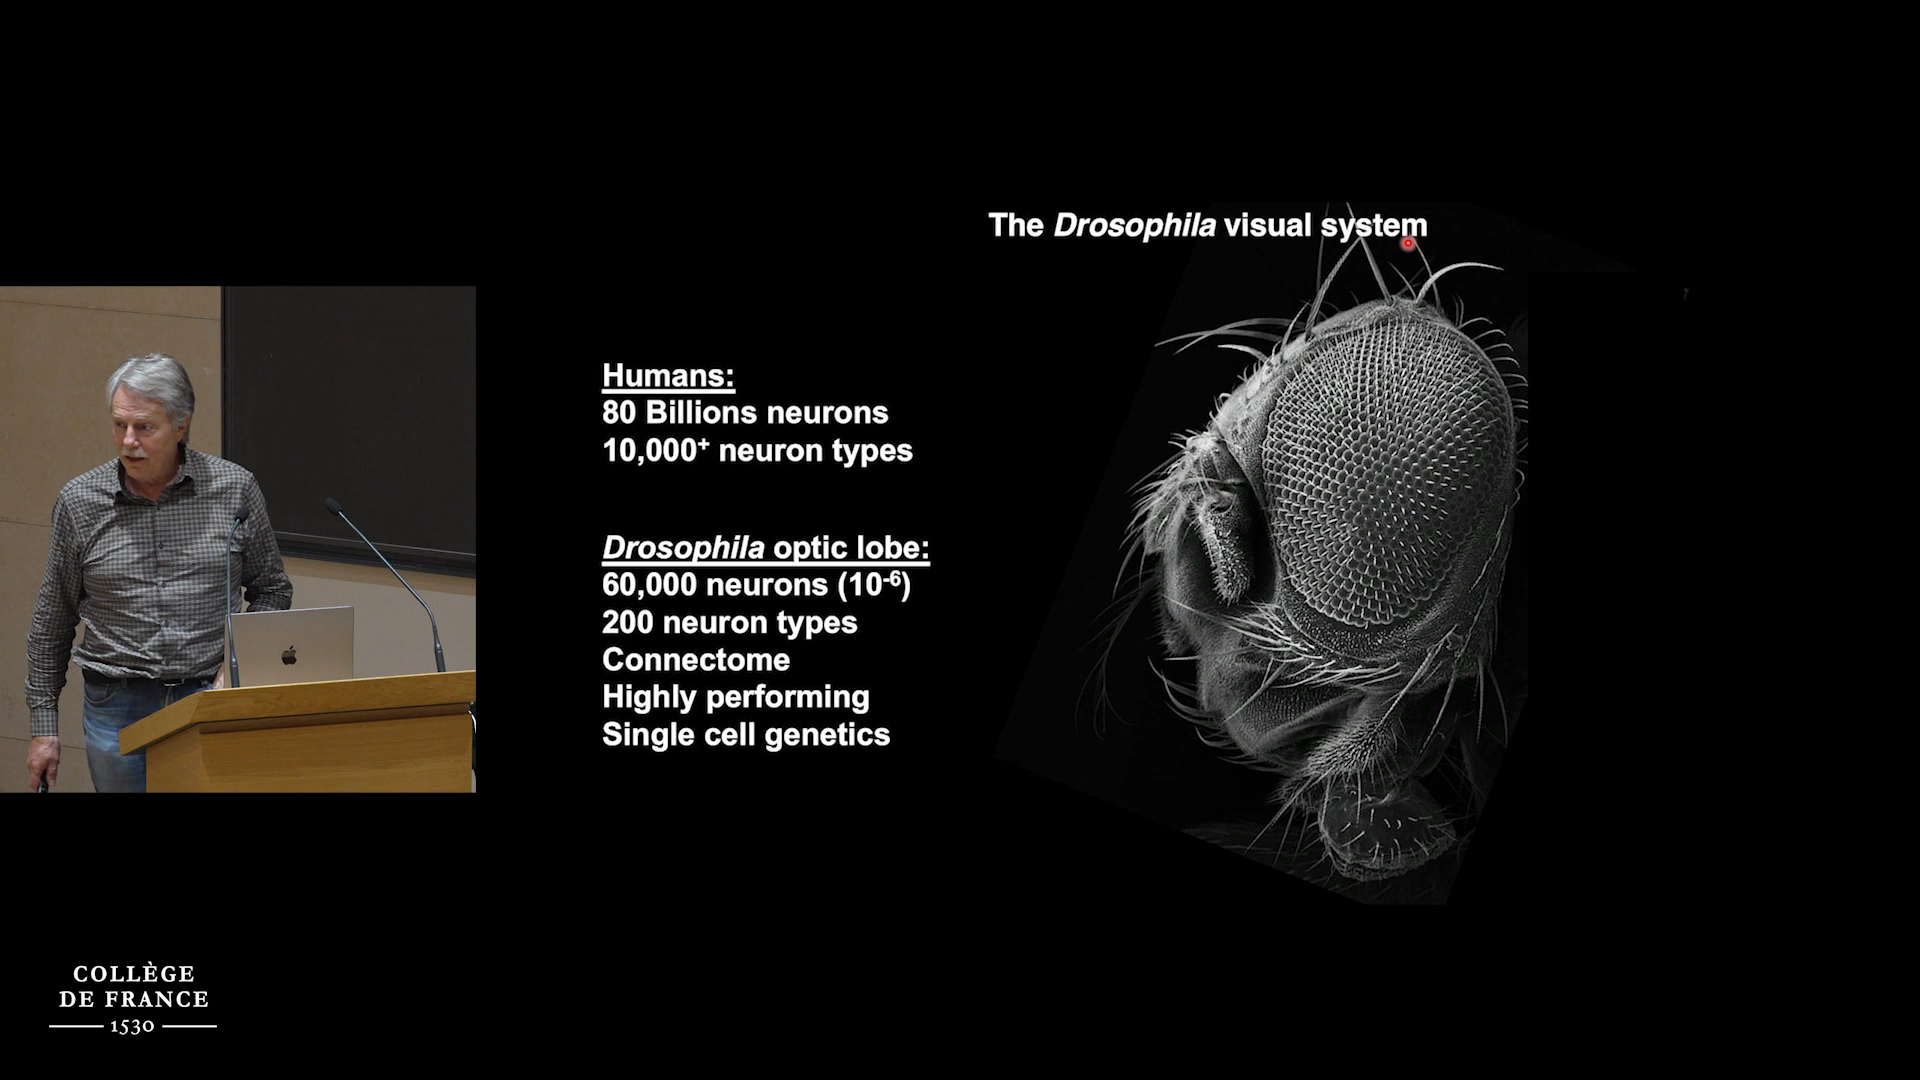 The Drosophila visual system
Humans:
80 Billions neurons
10,000⁺ neuron types
Drosophila optic lobe:
60,000 neurons (10⁻⁶)
200 neuron types
Connectome
Highly performing
Single cell genetics
COLLÈGE
DE FRANCE
1530